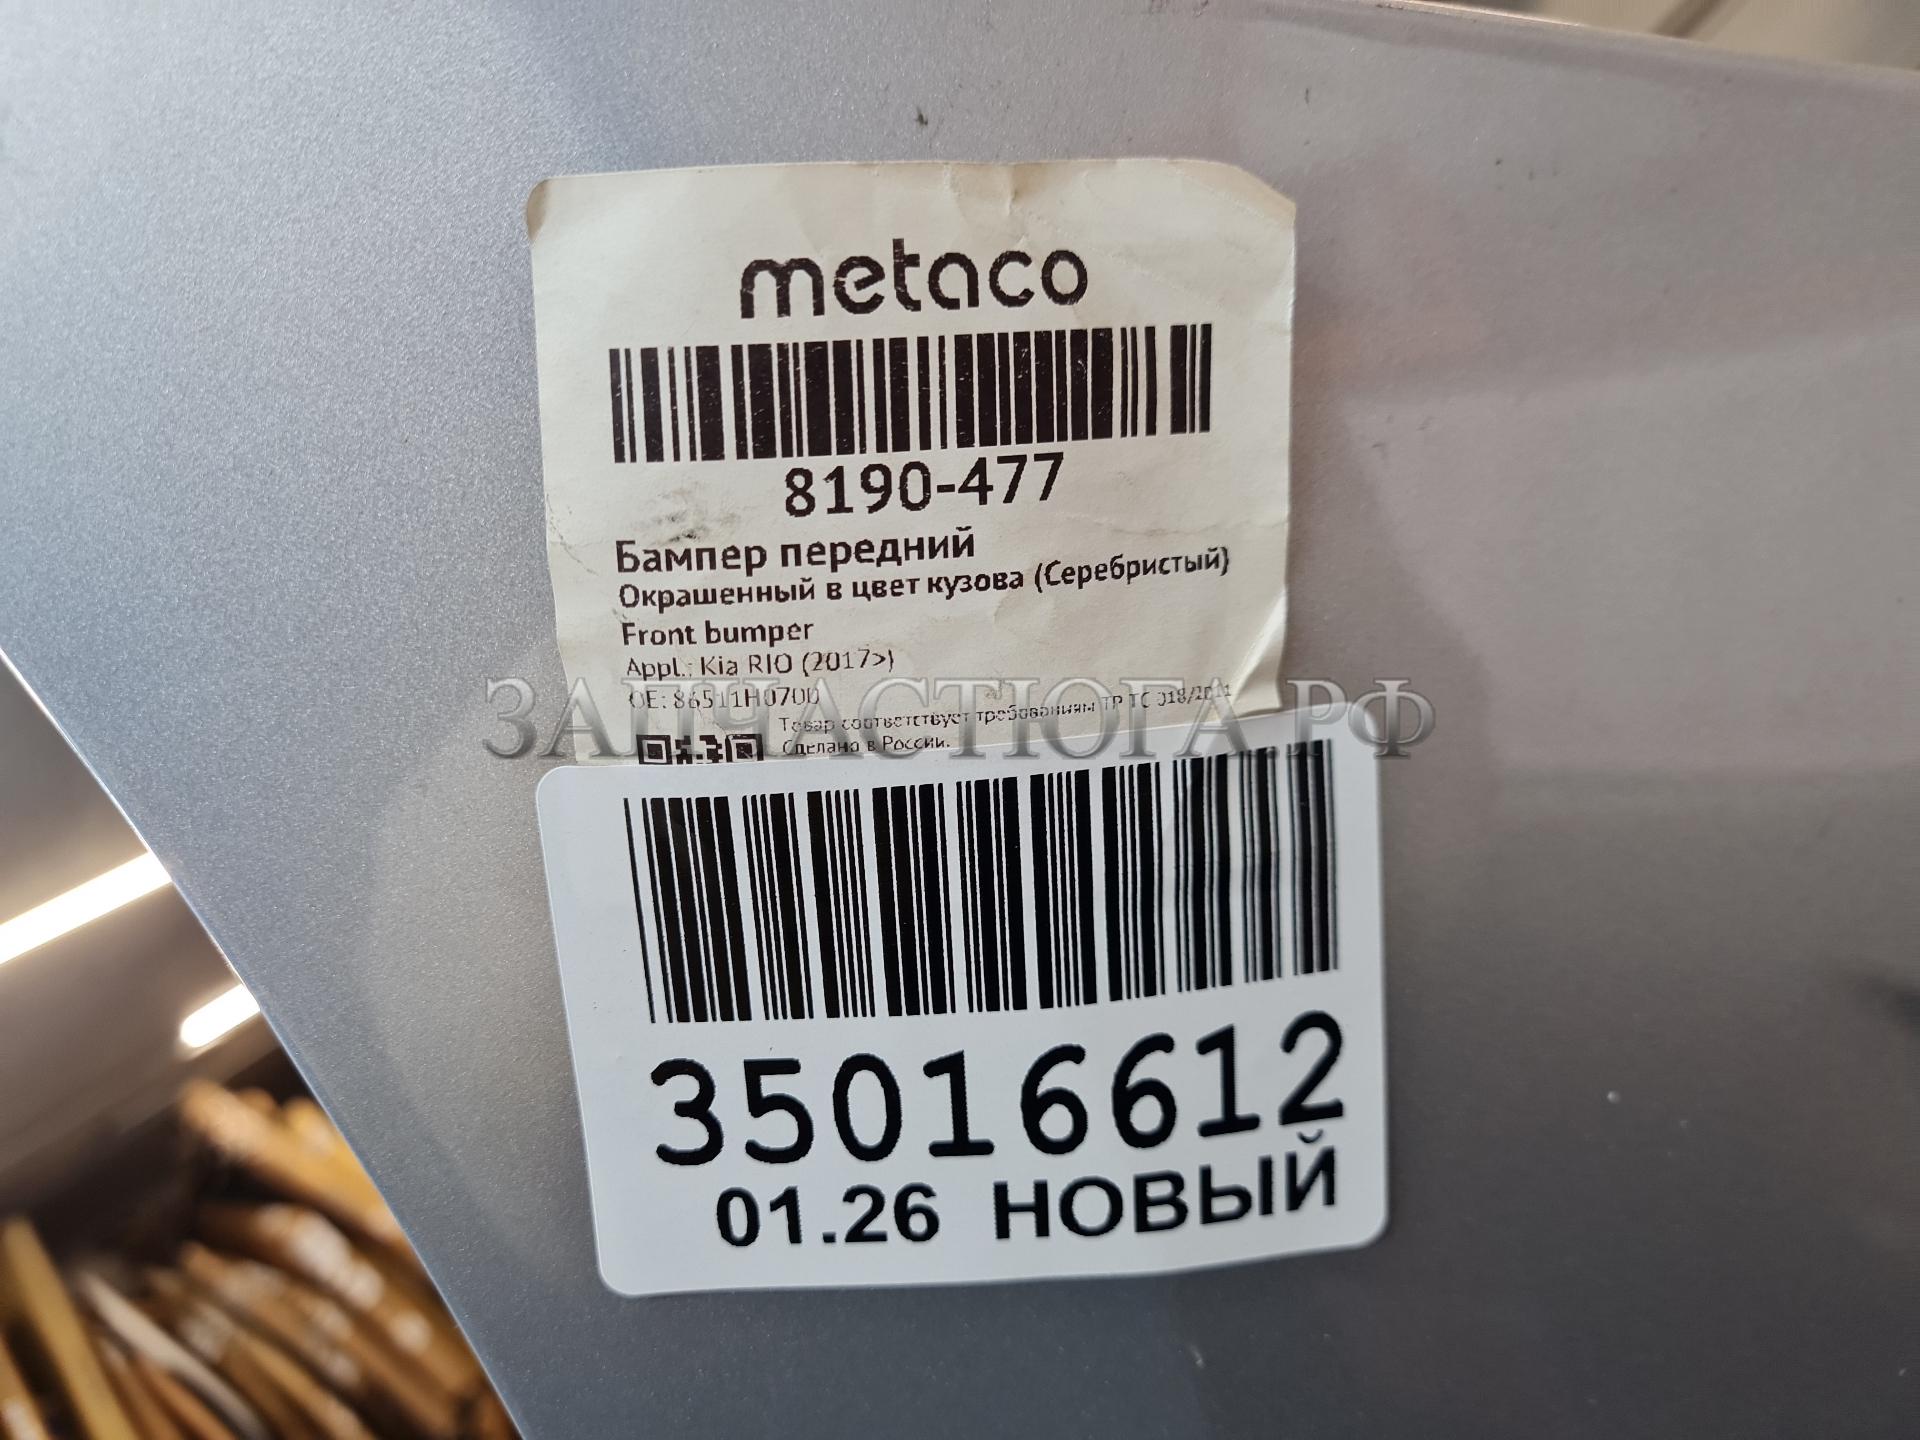 metaco
8190-477
Бампер передний
Окрашенный в цвет кузова (Серебристый)
Front bumper
Appl.: Kia RIO (2017>)
OE: 86511H0700
Товар соответствует требованиям ТР ТС 018/2011
Сделано в России.
ЗАПЧАСТЮГА.РФ
35016612
01.26 НОВЫЙ